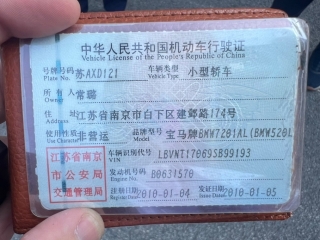 中华人民共和国机动车行驶证
Vehicle License of the People's Republic of China
号牌号码 苏AXD121 车辆类型 小型轿车
Plate No. Vehicle Type
所有人 常璐
Owner
住址 江苏省南京市白下区建邺路174号
Address
使用性质 非营运 品牌型号 宝马牌BMW7201AL(BMW520L
车辆识别代号 LBVNT17069SB99193
VIN
江苏省南京
市公安局
交通管理局
发动机号码 B0631570
Engine No.
注册日期 2010-01-04 发证日期 2010-01-05
Register Date Issue Date